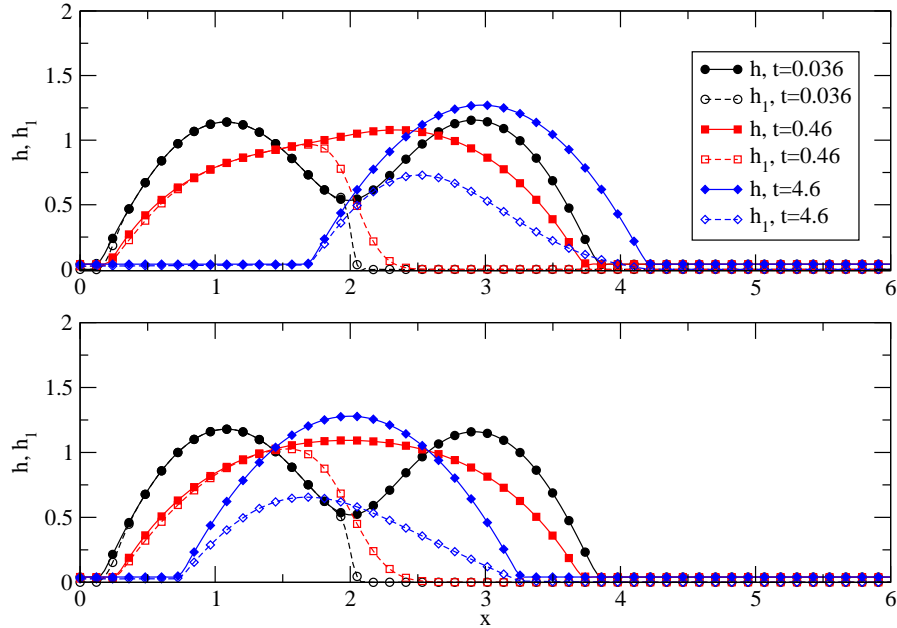 2
1.5
1
0.5
0
h, h1
h, t=0.036
h1, t=0.036
h, t=0.46
h1, t=0.46
h, t=4.6
h1, t=4.6
0 1 2 3 4 5 6
2
1.5
1
0.5
0
h, h1
0 1 2 3 4 5 6
x